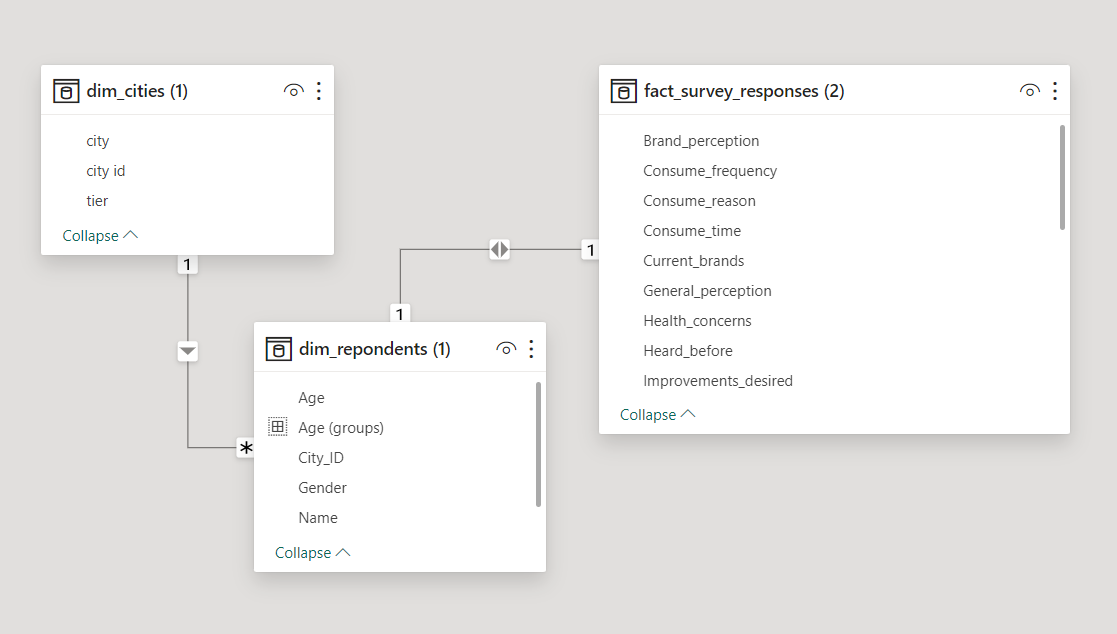 dim_cities (1)
city
city id
tier
Collapse
1
*
fact_survey_responses (2)
Brand_perception
Consume_frequency
Consume_reason
Consume_time
Current_brands
General_perception
Health_concerns
Heard_before
Improvements_desired
Collapse
1
1
dim_repondents (1)
Age
Age (groups)
City_ID
Gender
Name
Collapse